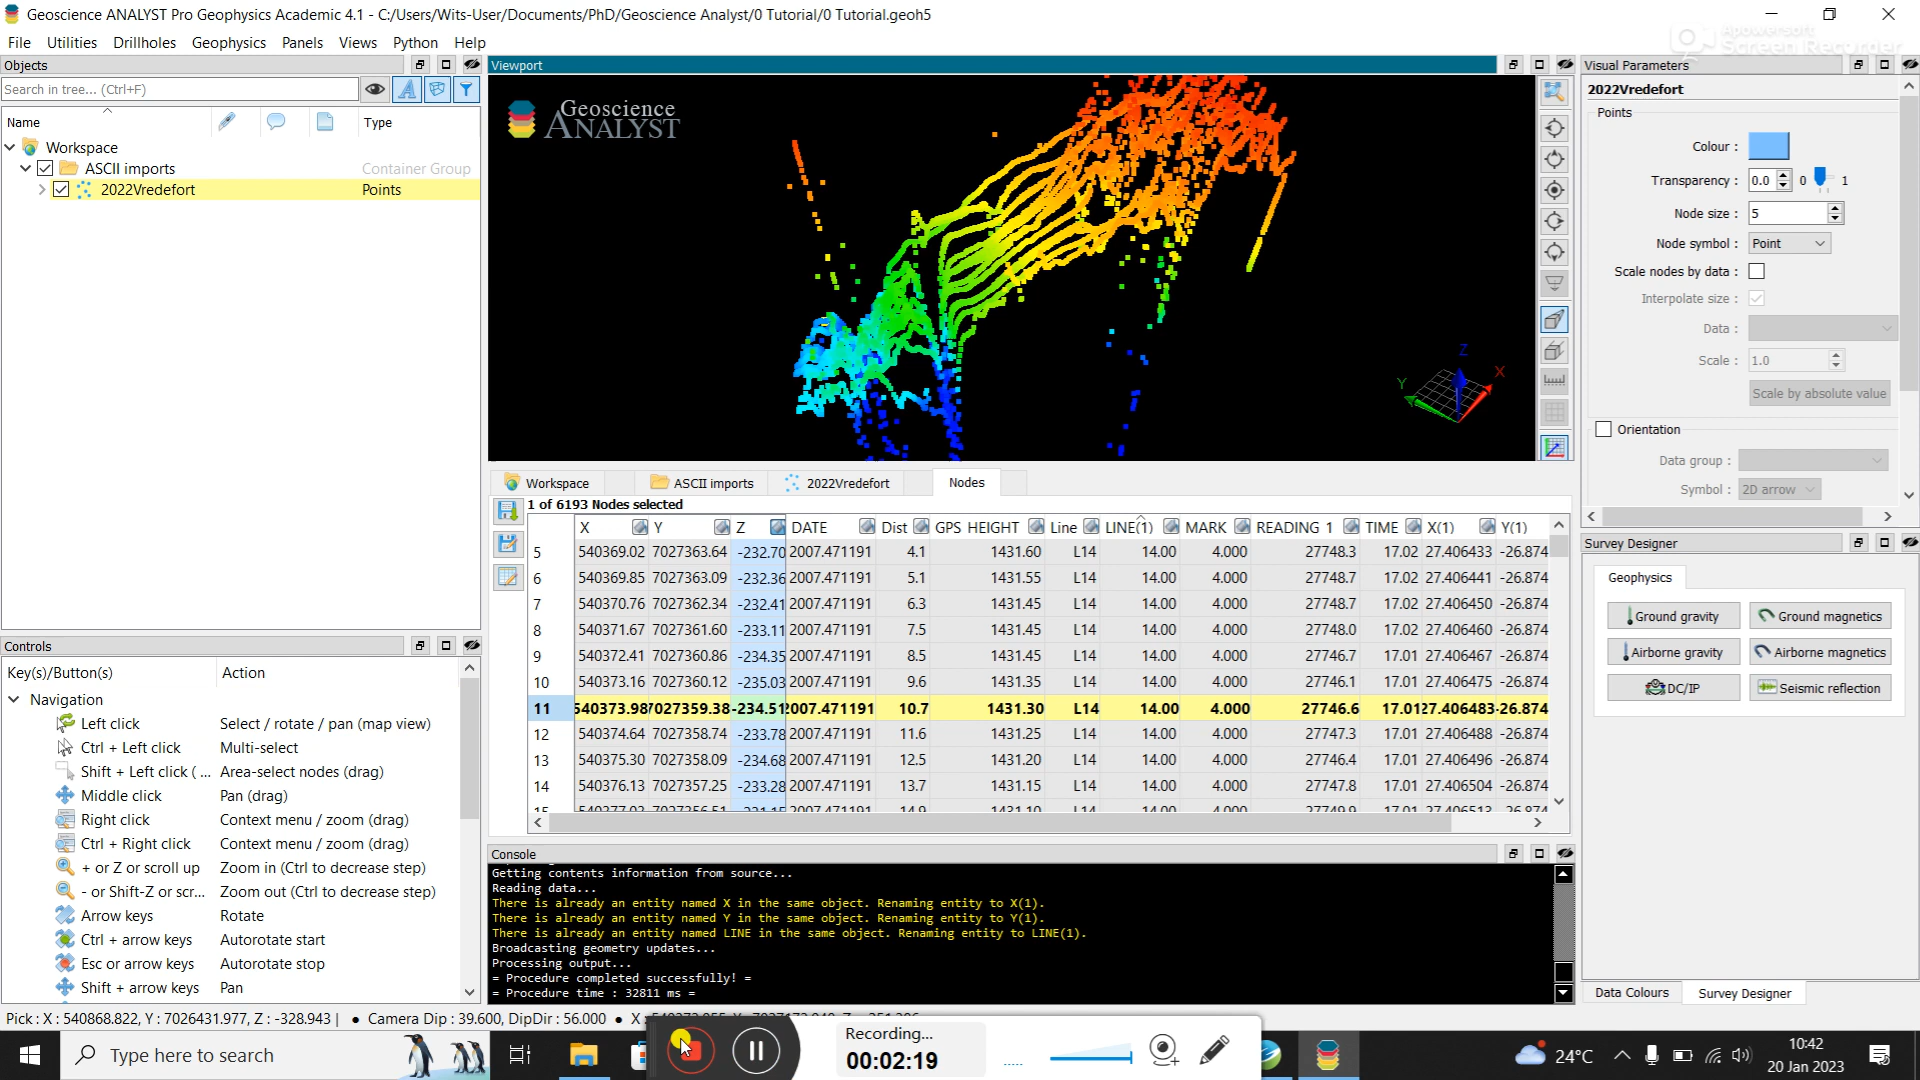 Geoscience ANALYST Pro Geophysics Academic 4.1 - C:/Users/Wits-User/Documents/PhD/Geoscience Analyst/0 Tutorial/0 Tutorial.geoh5
Apowersoft
Screen Recorder
File Utilities Drillholes Geophysics Panels Views Python Help
Objects
Search in tree... (Ctrl+F)
Name Type
Workspace
ASCII imports Container Group
2022Vredefort Points
Controls
Key(s)/Button(s) Action
Navigation
Left click Select / rotate / pan (map view)
Ctrl + Left click Multi-select
Shift + Left click ( ... Area-select nodes (drag)
Middle click Pan (drag)
Right click Context menu / zoom (drag)
Ctrl + Right click Context menu / zoom (drag)
+ or Z or scroll up Zoom in (Ctrl to decrease step)
- or Shift-Z or scr... Zoom out (Ctrl to decrease step)
Arrow keys Rotate
Ctrl + arrow keys Autorotate start
Esc or arrow keys Autorotate stop
Shift + arrow keys Pan
Viewport
Geoscience
ANALYST
Z
X
Y
Workspace ASCII imports 2022Vredefort Nodes
1 of 6193 Nodes selected
X Y Z DATE Dist GPS HEIGHT Line LINE(1) MARK READING 1 TIME X(1) Y(1)
5 540369.02 7027363.64 -232.70 2007.471191 4.1 1431.60 L14 14.00 4.000 27748.3 17.02 27.406433 -26.874
6 540369.85 7027363.09 -232.36 2007.471191 5.1 1431.55 L14 14.00 4.000 27748.7 17.02 27.406441 -26.874
7 540370.76 7027362.34 -232.41 2007.471191 6.3 1431.45 L14 14.00 4.000 27748.7 17.02 27.406450 -26.874
8 540371.67 7027361.60 -233.11 2007.471191 7.5 1431.45 L14 14.00 4.000 27748.0 17.02 27.406460 -26.874
9 540372.41 7027360.86 -234.35 2007.471191 8.5 1431.45 L14 14.00 4.000 27746.7 17.01 27.406467 -26.874
10 540373.16 7027360.12 -235.03 2007.471191 9.6 1431.35 L14 14.00 4.000 27746.1 17.01 27.406475 -26.874
11 540373.98 7027359.38 -234.51 2007.471191 10.7 1431.30 L14 14.00 4.000 27746.6 17.01 27.406483 -26.874
12 540374.64 7027358.74 -233.78 2007.471191 11.6 1431.25 L14 14.00 4.000 27747.3 17.01 27.406488 -26.874
13 540375.30 7027358.09 -234.68 2007.471191 12.5 1431.20 L14 14.00 4.000 27746.4 17.01 27.406496 -26.874
14 540376.13 7027357.25 -233.28 2007.471191 13.7 1431.15 L14 14.00 4.000 27747.8 17.01 27.406504 -26.874
Console
Getting contents information from source...
Reading data...
There is already an entity named X in the same object. Renaming entity to X(1).
There is already an entity named Y in the same object. Renaming entity to Y(1).
There is already an entity named LINE in the same object. Renaming entity to LINE(1).
Broadcasting geometry updates...
Processing output...
= Procedure completed successfully! =
= Procedure time : 32811 ms =
Visual Parameters
2022Vredefort
Points
Colour :
Transparency : 0.0 0 1
Node size : 5
Node symbol : Point
Scale nodes by data :
Interpolate size :
Data :
Scale : 1.0
Scale by absolute value
Orientation
Data group :
Symbol : 2D arrow
Survey Designer
Geophysics
Ground gravity Ground magnetics
Airborne gravity Airborne magnetics
DC/IP Seismic reflection
Data Colours Survey Designer
Pick : X : 540868.822, Y : 7026431.977, Z : -328.943 | • Camera Dip : 39.600, DipDir : 56.000 • X
Recording...
00:02:19
Type here to search
24°C
10:42
20 Jan 2023